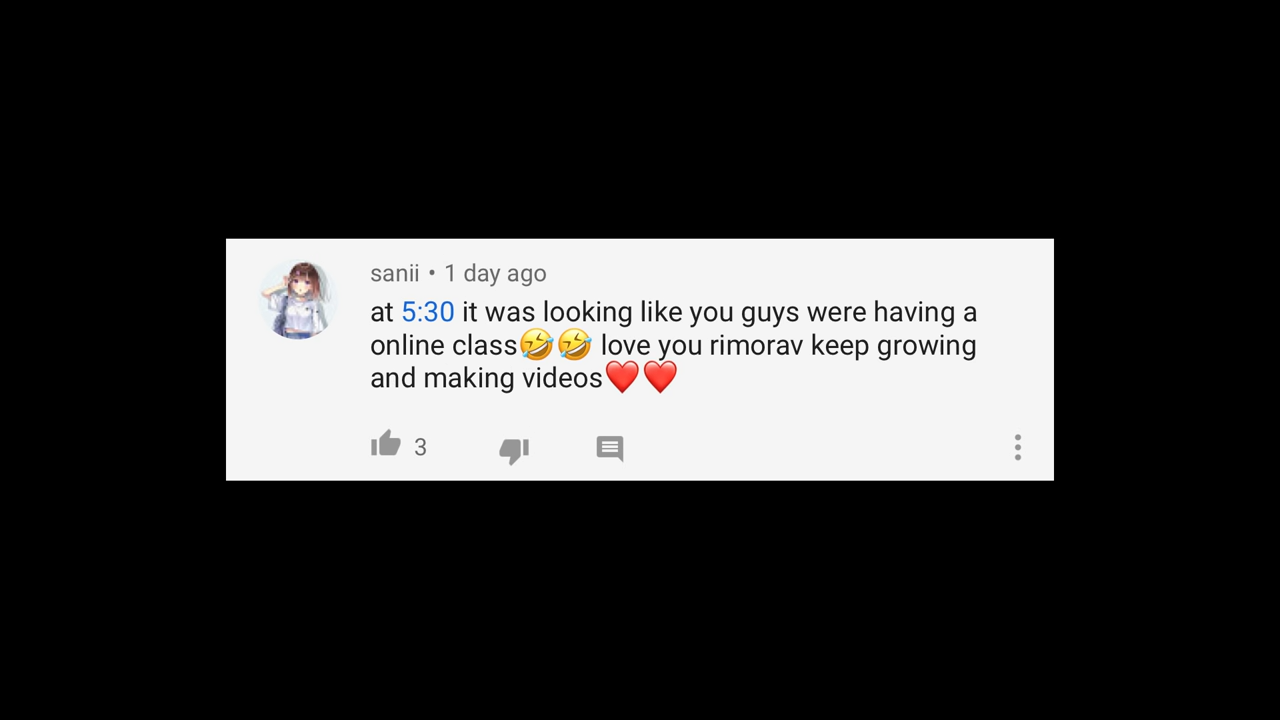 sanii • 1 day ago
at 5:30 it was looking like you guys were having a
online class🤣🤣 love you rimorav keep growing
and making videos❤️❤️
3